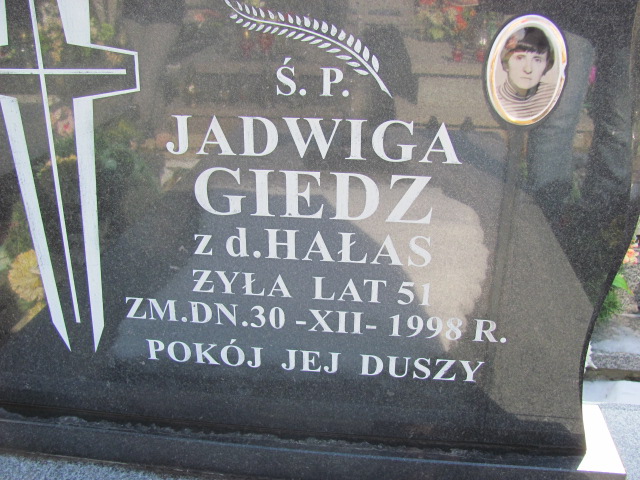 Ś. P.
JADWIGA
GIEDZ
z d. HAŁAS
ŻYŁA LAT 51
ZM.DN.30 -XII- 1998 R.
POKÓJ JEJ DUSZY